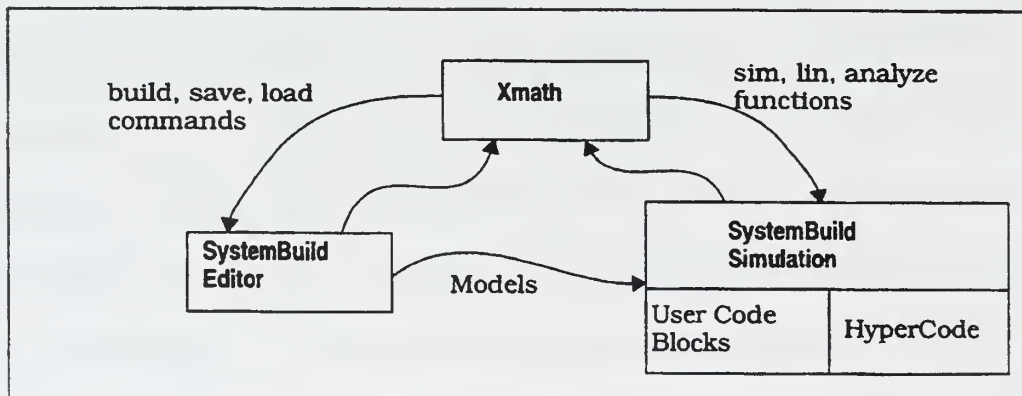 build, save, load
commands
Xmath
sim, lin, analyze
functions
SystemBuild
Editor
Models
SystemBuild
Simulation
User Code
Blocks
HyperCode